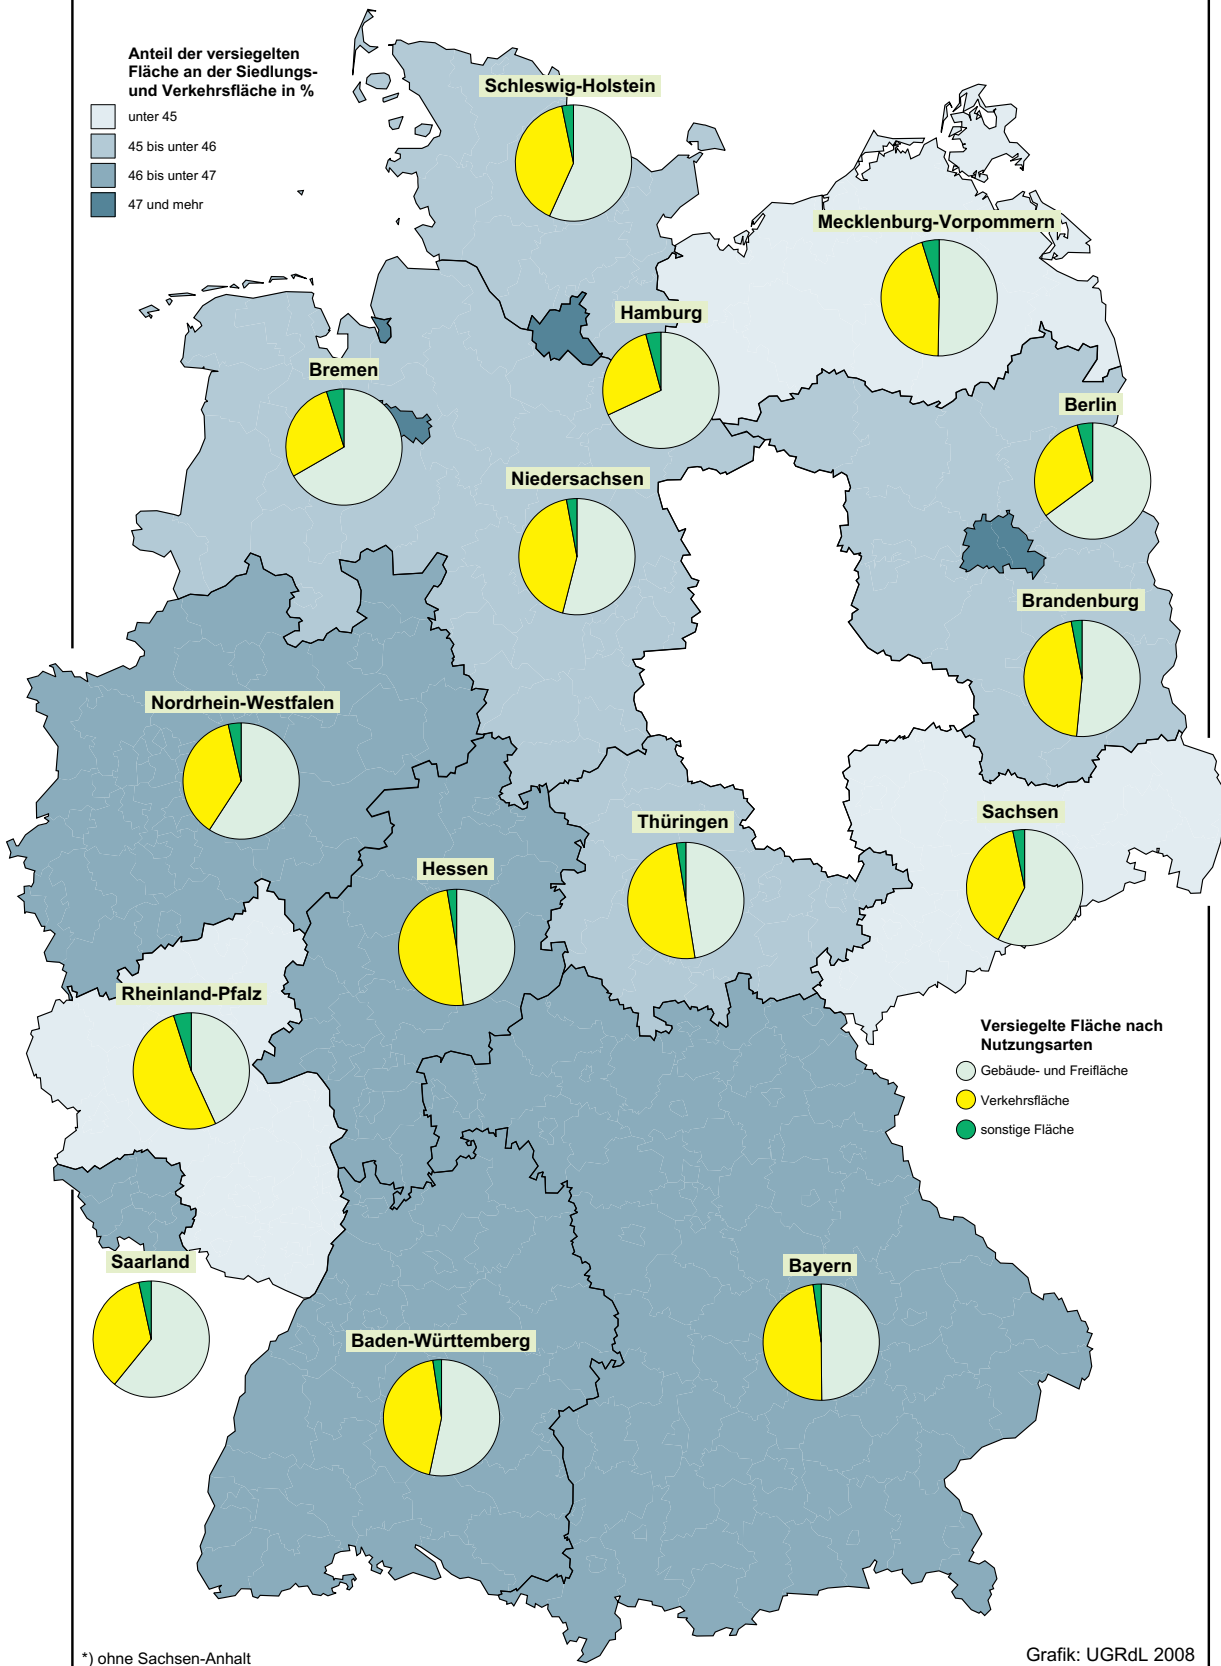 Anteil der versiegelten
Fläche an der Siedlungs-
und Verkehrsfläche in %
unter 45
45 bis unter 46
46 bis unter 47
47 und mehr
Schleswig-Holstein
Mecklenburg-Vorpommern
Hamburg
Bremen
Berlin
Niedersachsen
Brandenburg
Nordrhein-Westfalen
Sachsen
Thüringen
Hessen
Rheinland-Pfalz
Versiegelte Fläche nach
Nutzungsarten
Gebäude- und Freifläche
Verkehrsfläche
sonstige Fläche
Saarland
Bayern
Baden-Württemberg
*) ohne Sachsen-Anhalt
Grafik: UGRdL 2008